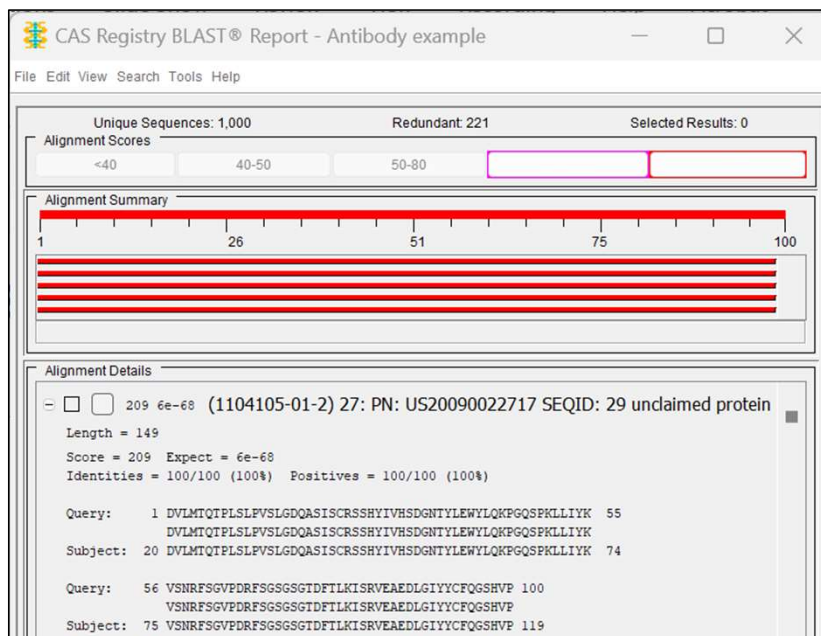 CAS Registry BLAST® Report - Antibody example
File Edit View Search Tools Help
Unique Sequences: 1,000 Redundant: 221 Selected Results: 0
Alignment Scores
<40 40-50 50-80
Alignment Summary
1 26 51 75 100
Alignment Details
209 6e-68 (1104105-01-2) 27: PN: US20090022717 SEQID: 29 unclaimed protein
Length = 149
Score = 209 Expect = 6e-68
Identities = 100/100 (100%) Positives = 100/100 (100%)
Query: 1 DVLMTQTPLSLPVSLGDQASISCRSSHYIVHSDGNTYLEWYLQKPGQSPKLLIYK 55
DVLMTQTPLSLPVSLGDQASISCRSSHYIVHSDGNTYLEWYLQKPGQSPKLLIYK
Subject: 20 DVLMTQTPLSLPVSLGDQASISCRSSHYIVHSDGNTYLEWYLQKPGQSPKLLIYK 74
Query: 56 VSNRFSGVPDRFSGSGSGTDFTLKISRVEAEDLGIYYCFQGSHVP 100
VSNRFSGVPDRFSGSGSGTDFTLKISRVEAEDLGIYYCFQGSHVP
Subject: 75 VSNRFSGVPDRFSGSGSGTDFTLKISRVEAEDLGIYYCFQGSHVP 119